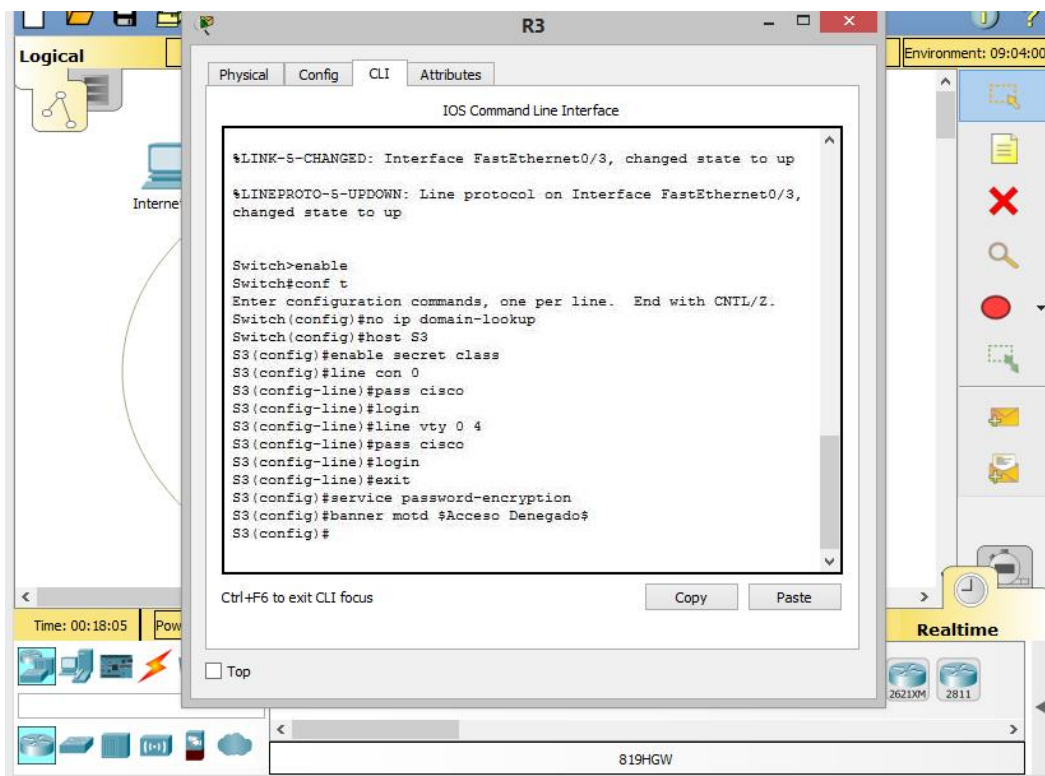 R3
Logical
Environment: 09:04:00
Physical Config CLI Attributes
IOS Command Line Interface
%LINK-5-CHANGED: Interface FastEthernet0/3, changed state to up
%LINEPROTO-5-UPDOWN: Line protocol on Interface FastEthernet0/3,
changed state to up
Switch>enable
Switch#conf t
Enter configuration commands, one per line. End with CNTL/Z.
Switch(config)#no ip domain-lookup
Switch(config)#host S3
S3(config)#enable secret class
S3(config)#line con 0
S3(config-line)#pass cisco
S3(config-line)#login
S3(config-line)#line vty 0 4
S3(config-line)#pass cisco
S3(config-line)#login
S3(config-line)#exit
S3(config)#service password-encryption
S3(config)#banner motd $Acceso Denegado$
S3(config)#
Interne
Ctrl+F6 to exit CLI focus
Copy Paste
Time: 00:18:05 Pow
Realtime
Top
2621XM 2811
819HGW